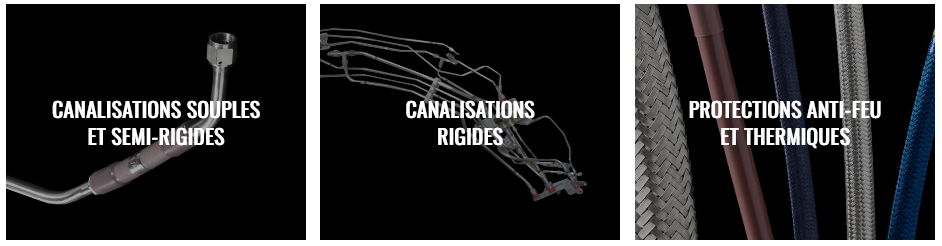 CANALISATIONS SOUPLES
ET SEMI-RIGIDES
CANALISATIONS
RIGIDES
PROTECTIONS ANTI-FEU
ET THERMIQUES